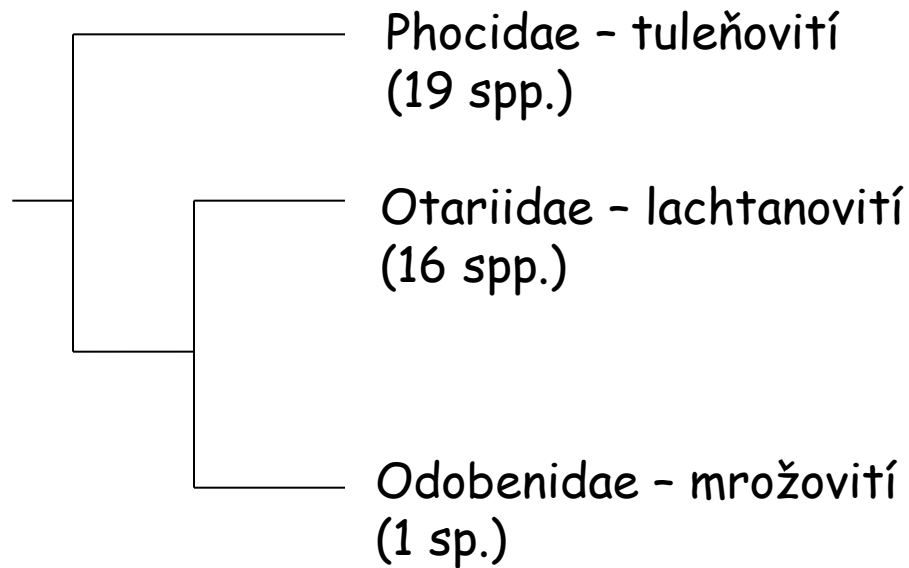 Phocidae – tuleňovití
(19 spp.)
Otariidae – lachtanovití
(16 spp.)
Odobenidae – mrožovití
(1 sp.)